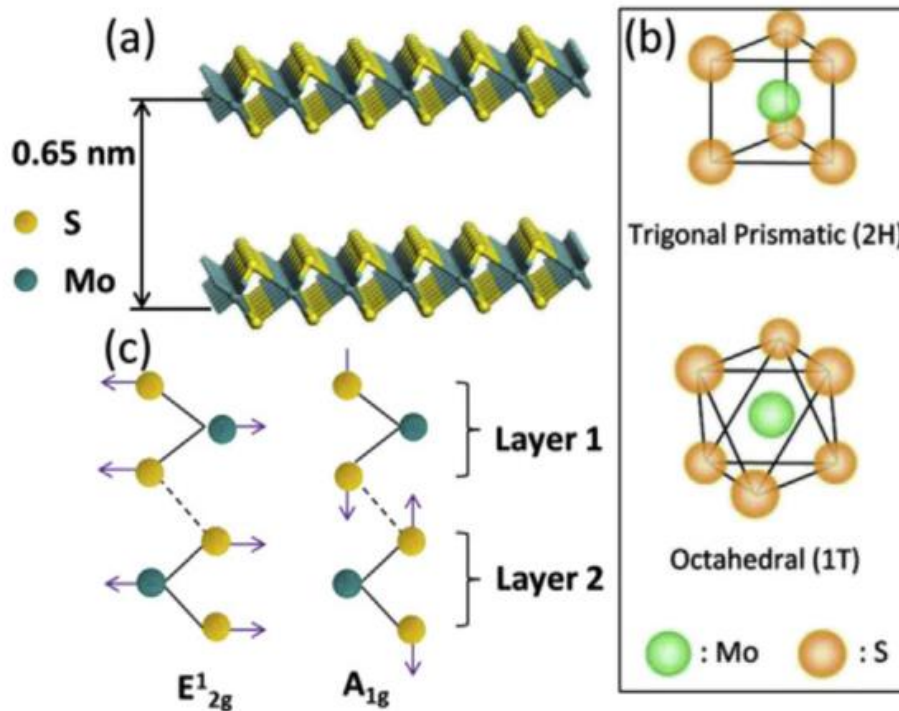 (a)
0.65 nm
S
Mo
(b)
Trigonal Prismatic (2H)
Octahedral (1T)
: Mo
: S
(c)
Layer 1
Layer 2
E¹₂g
A₁g